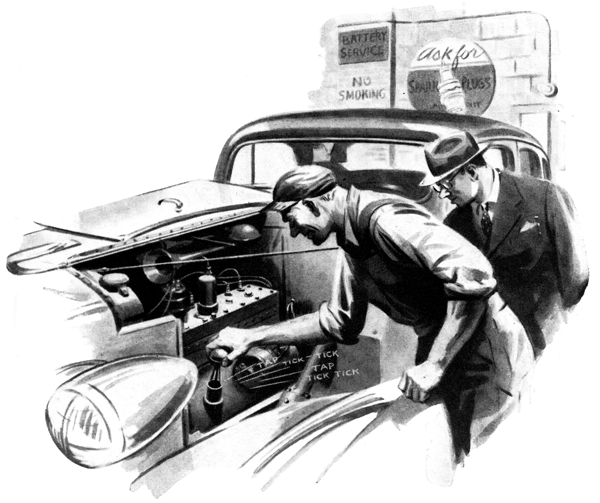 BATTERY
SERVICE
NO
SMOKING
Ask for
SPARK PLUGS
TAP TICK-TICK
TAP
TICK TICK